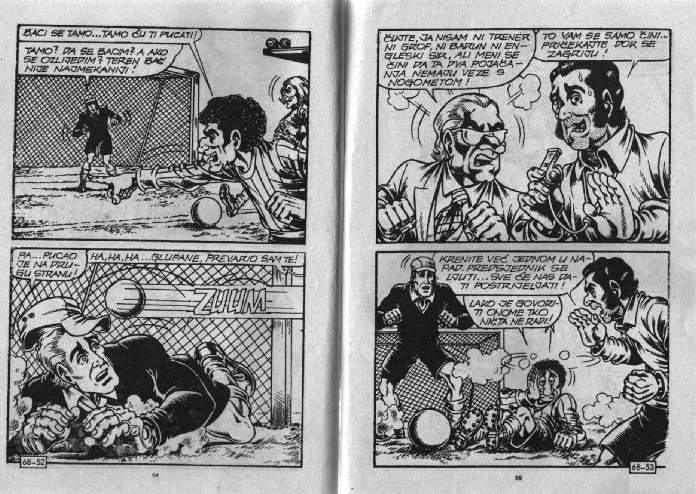 BACI SE TAMO...TAMO ĆU TI PUCATI!
TAMO? DA SE BACIM? A AKO
SE OZLIJEDIM? TEREN BAŠ
NIJE NAJMEKANIJI!
PA...PUCAO
JE NA DRU-
GU STRANU!
HA, HA, HA...GLUPANE, PREVARIO SAM TE!
ZUUM
68-52
54
ČUJTE, JA NISAM NI TRENER
NI GROF, NI BARUN NI EN-
GLESKI SIR, ALI MENI SE
ČINI DA TA DVA POJAČA-
NJA NEMAJU VEZE S
NOGOMETOM!
TO VAM SE SAMO ČINI...
PRIČEKAJTE DOK SE
ZAGRIJU!
KRENITE VEĆ JEDNOM U NA-
PAD. PREDSJEDNIK SE
LJUTI...SVE ĆE NAS DA-
TI POSTRIJELJATI!
LAKO JE GOVORI-
TI ONOME TKO
NIŠTA NE RADI!
68-53